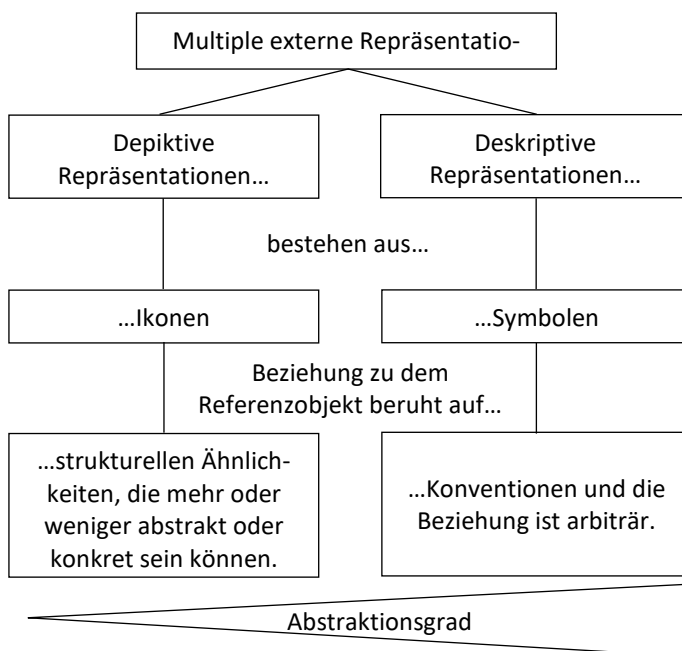 Multiple externe Repräsentatio-
Depiktive
Repräsentationen…
Deskriptive
Repräsentationen…
bestehen aus…
…Ikonen
…Symbolen
Beziehung zu dem
Referenzobjekt beruht auf…
…strukturellen Ähnlich-
keiten, die mehr oder
weniger abstrakt oder
konkret sein können.
…Konventionen und die
Beziehung ist arbiträr.
Abstraktionsgrad